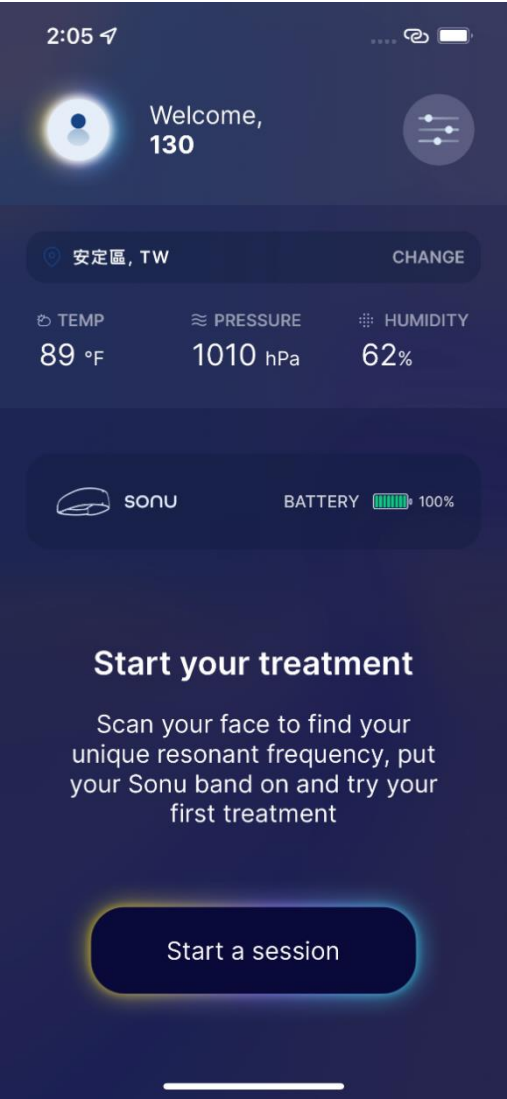 2:05
Welcome,
130
安定區, TW CHANGE
TEMP PRESSURE HUMIDITY
89 °F 1010 hPa 62%
sonu BATTERY 100%
Start your treatment
Scan your face to find your
unique resonant frequency, put
your Sonu band on and try your
first treatment
Start a session